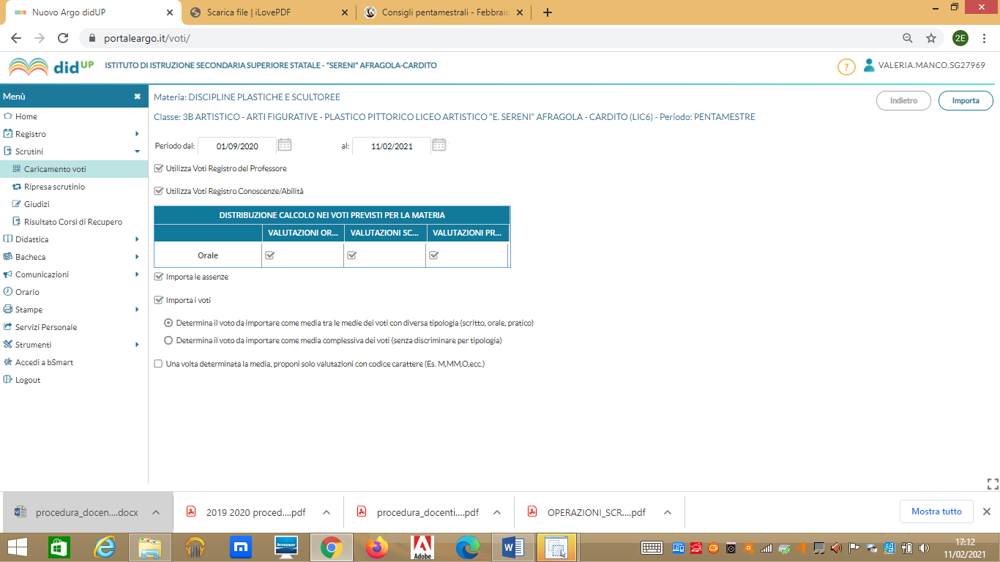 Nuovo Argo didUP
Scarica file | iLovePDF
Consigli pentamestrali - Febbraio
portaleargo.it/voti/
2E
didUP
ISTITUTO DI ISTRUZIONE SECONDARIA SUPERIORE STATALE - "SERENI" AFRAGOLA-CARDITO
?
VALERIA.MANCO.SG27969
Menù
Home
Registro
Scrutini
Caricamento voti
Ripresa scrutinio
Giudizi
Risultato Corsi di Recupero
Didattica
Bacheca
Comunicazioni
Orario
Stampe
Servizi Personale
Strumenti
Accedi a bSmart
Logout
Materia: DISCIPLINE PLASTICHE E SCULTOREE
Indietro
Importa
Classe: 3B ARTISTICO - ARTI FIGURATIVE - PLASTICO PITTORICO LICEO ARTISTICO "E. SERENI" AFRAGOLA - CARDITO (LIC6) - Periodo: PENTAMESTRE
Periodo dal: 01/09/2020 al: 11/02/2021
Utilizza Voti Registro del Professore
Utilizza Voti Registro Conoscenze/Abilità
DISTRIBUZIONE CALCOLO NEI VOTI PREVISTI PER LA MATERIA
VALUTAZIONI OR... VALUTAZIONI SC... VALUTAZIONI PR...
Orale
Importa le assenze
Importa i voti
Determina il voto da importare come media tra le medie dei voti con diversa tipologia (scritto, orale, pratico)
Determina il voto da importare come media complessiva dei voti (senza discriminare per tipologia)
Una volta determinata la media, proponi solo valutazioni con codice carattere (Es. M,MM,O,ecc.)
procedura_docen....docx
2019 2020 proced....pdf
procedura_docenti....pdf
OPERAZIONI_SCR....pdf
Mostra tutto
lenovo
Adobe
17:12
11/02/2021